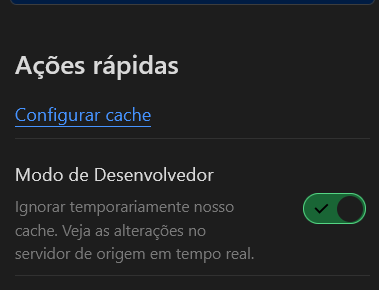 Ações rápidas
Configurar cache
Modo de Desenvolvedor
Ignorar temporariamente nosso
cache. Veja as alterações no
servidor de origem em tempo real.